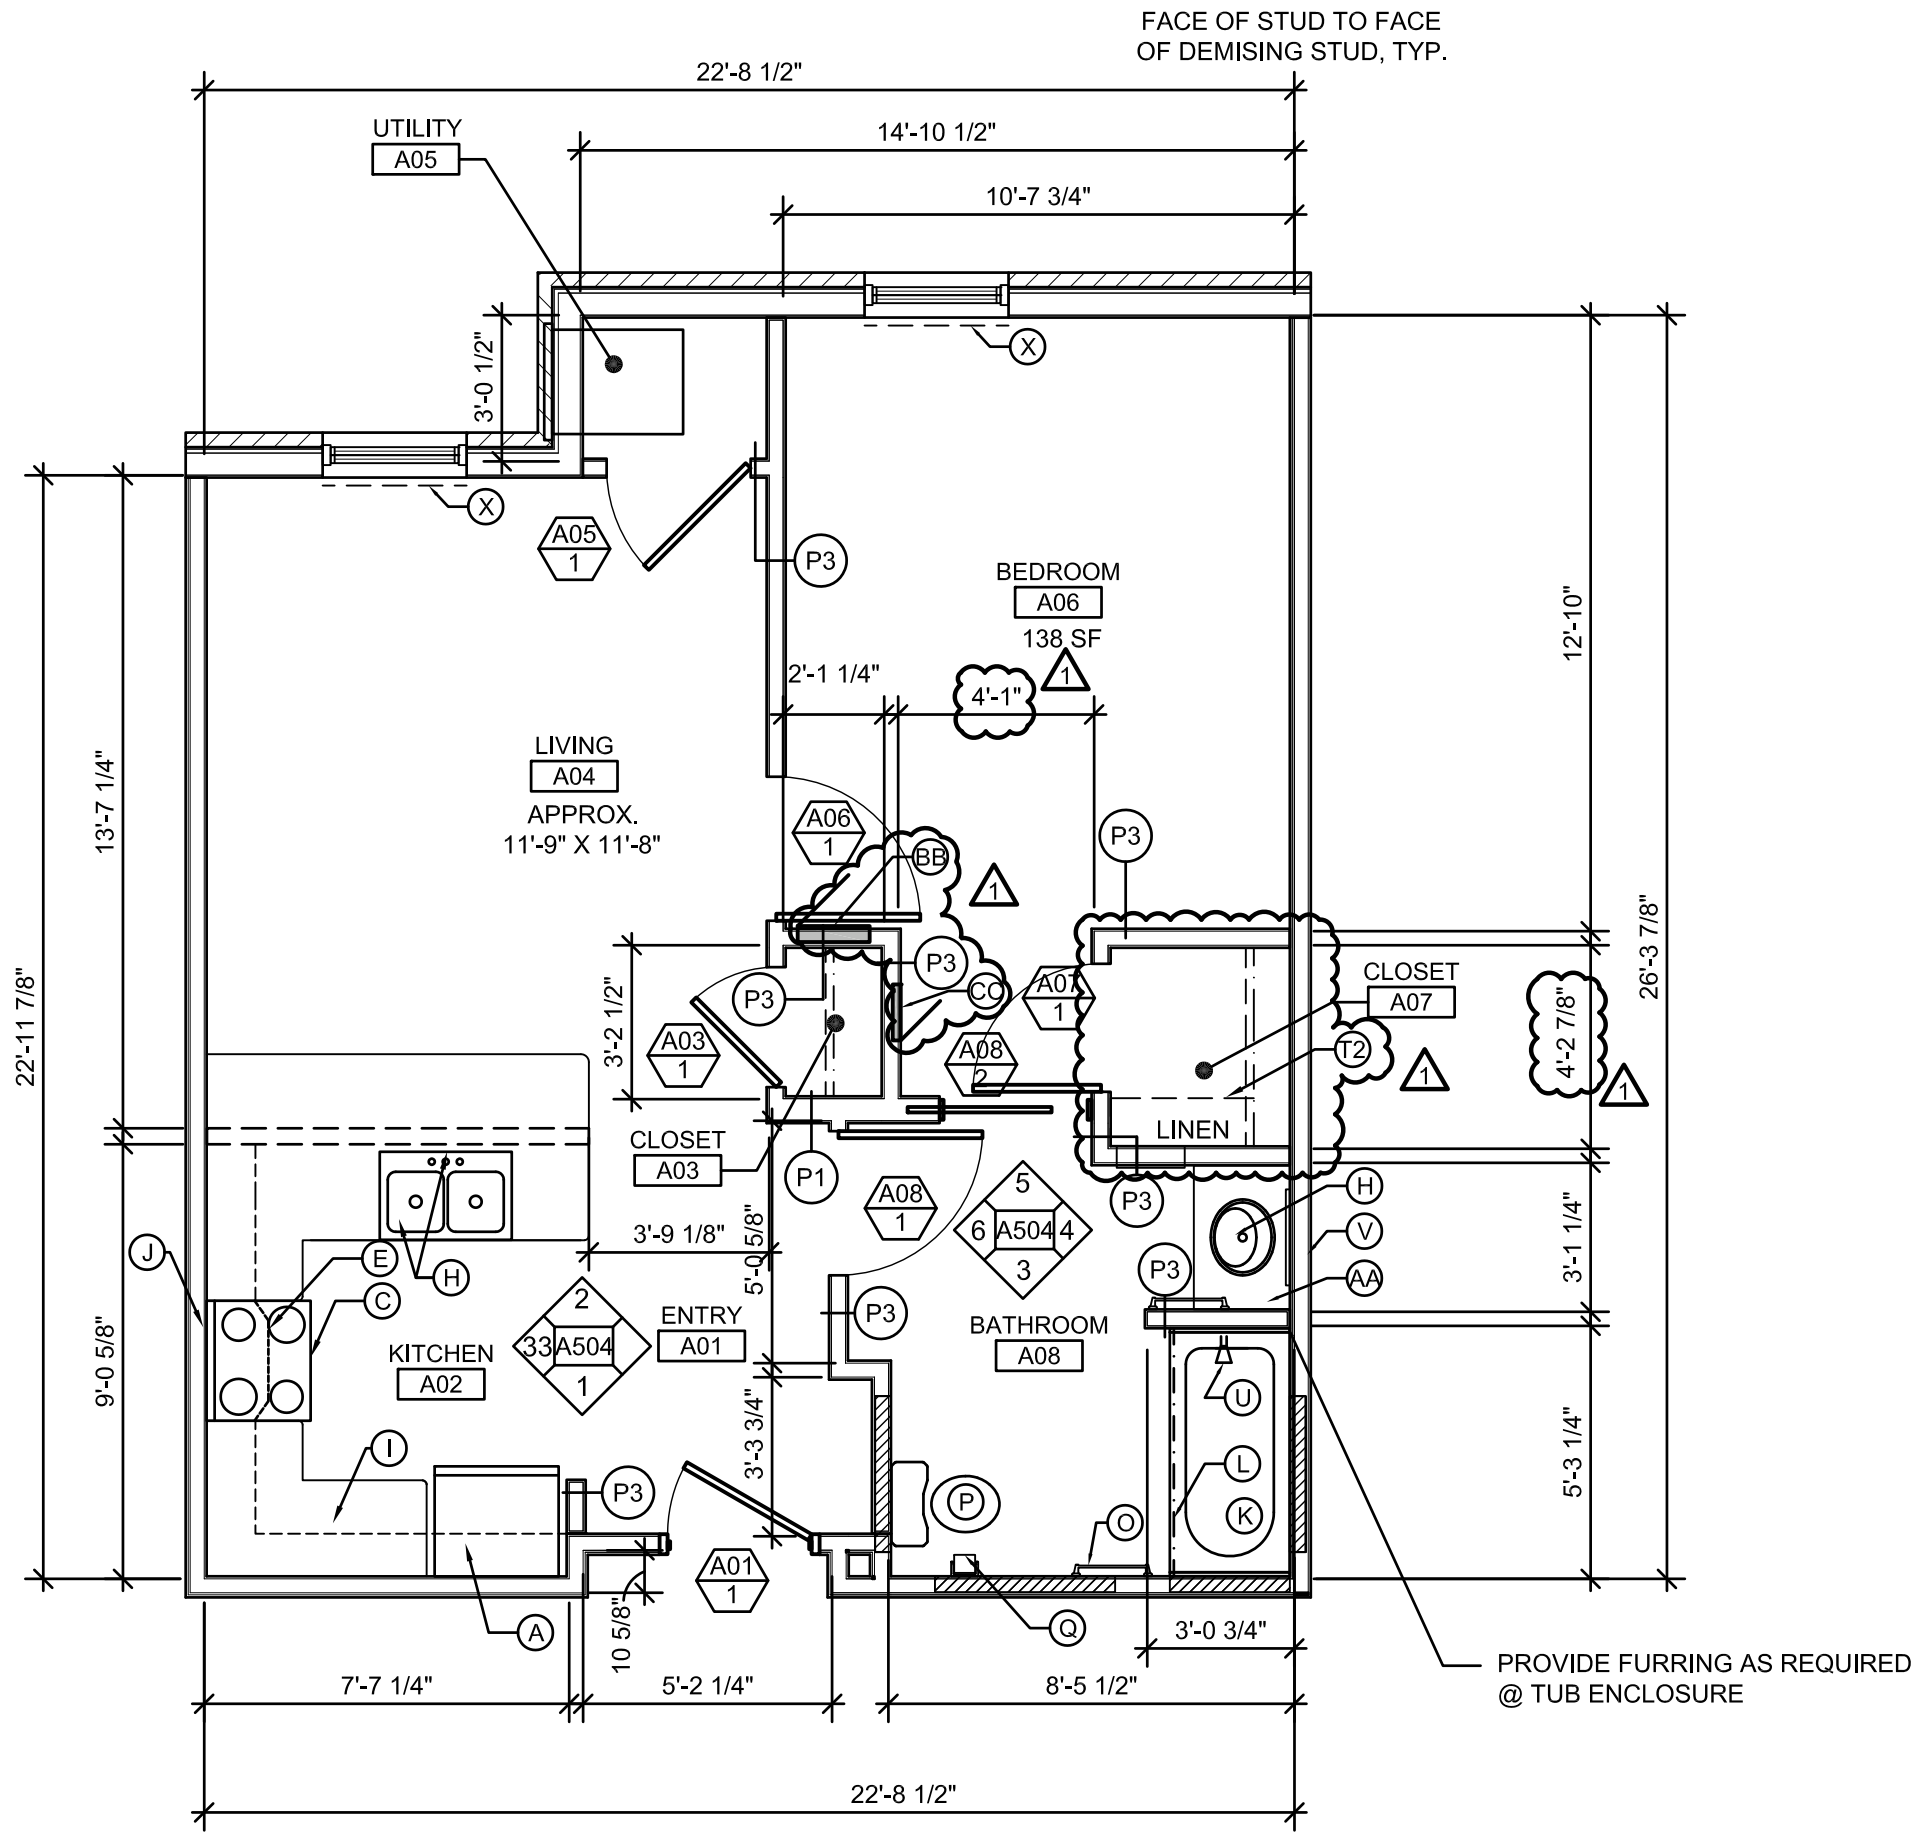 FACE OF STUD TO FACE
OF DEMISING STUD, TYP.
22'-8 1/2"
UTILITY
A05
14'-10 1/2"
10'-7 3/4"
3'-0 1/2"
X
X
A05
1
P3
BEDROOM
A06
138 SF
1
12'-10"
2'-1 1/4"
4'-1"
LIVING
A04
APPROX.
11'-9" X 11'-8"
13'-7 1/4"
A06
1
BB
1
P3
22'-11 7/8"
26'-3 7/8"
P3
P3
CC
A07
1
CLOSET
A07
4'-2 7/8"
3'-2 1/2"
A03
1
A08
2
T2
1
1
LINEN
CLOSET
A03
P1
A08
1
5
6 A504 4
3
P3
H
V
AA
3'-1 1/4"
J
E
C
H
3'-9 1/8"
5'-0 5/8"
P3
P3
2
33 A504
1
ENTRY
A01
BATHROOM
A08
KITCHEN
A02
9'-0 5/8"
U
L
K
5'-3 1/4"
I
3'-3 3/4"
P3
P
O
A01
1
Q
A
10 5/8"
3'-0 3/4"
7'-7 1/4"
5'-2 1/4"
8'-5 1/2"
PROVIDE FURRING AS REQUIRED
@ TUB ENCLOSURE
22'-8 1/2"